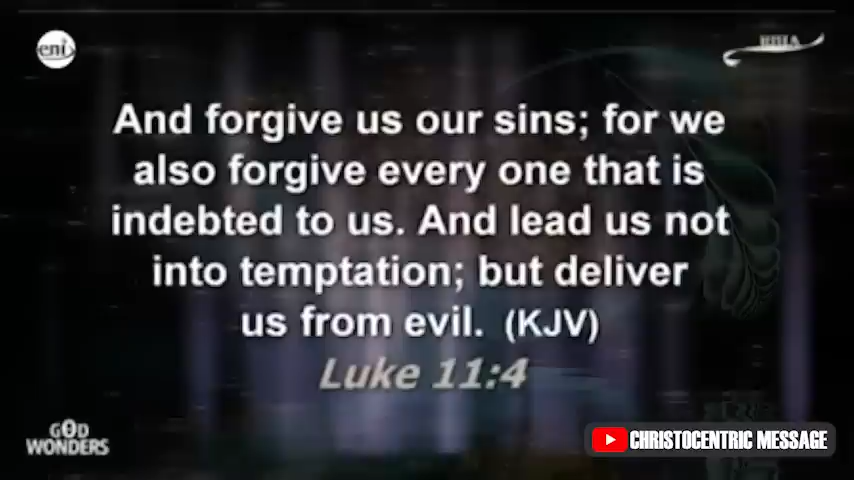 eni
And forgive us our sins; for we
also forgive every one that is
indebted to us. And lead us not
into temptation; but deliver
us from evil. (KJV)
Luke 11:4
GOD
WONDERS
CHRISTOCENTRIC MESSAGE